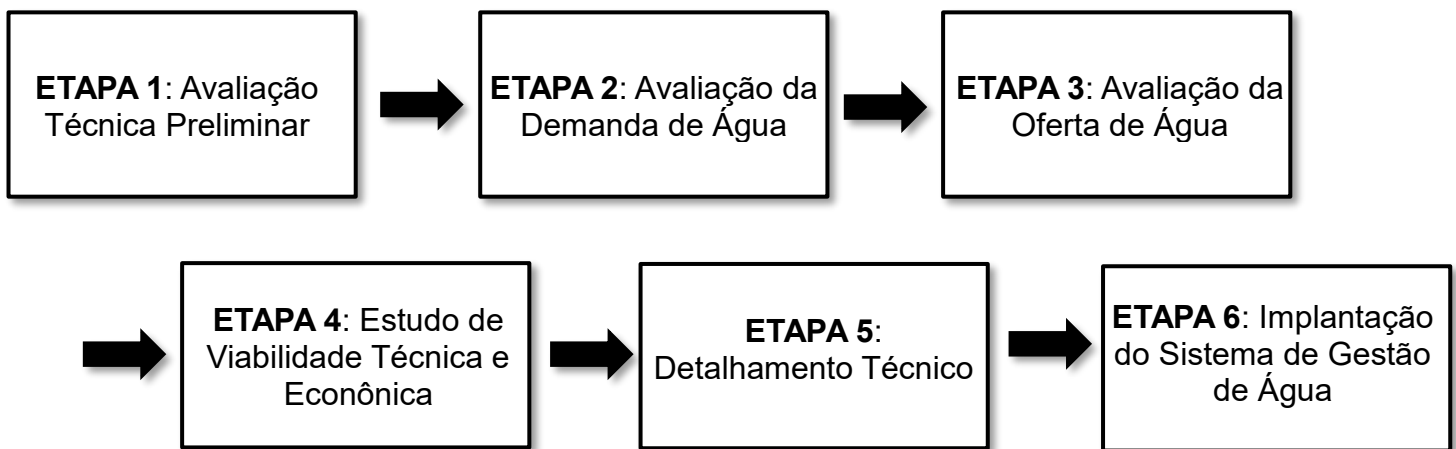 ETAPA 1: Avaliação
Técnica Preliminar
ETAPA 2: Avaliação da
Demanda de Água
ETAPA 3: Avaliação da
Oferta de Água
ETAPA 4: Estudo de
Viabilidade Técnica e
Econônica
ETAPA 5:
Detalhamento Técnico
ETAPA 6: Implantação
do Sistema de Gestão
de Água